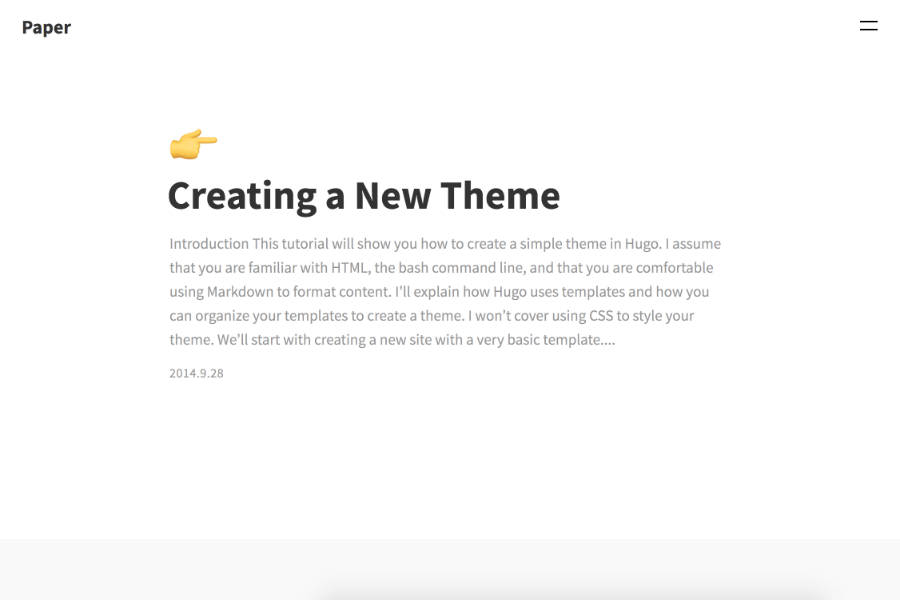 Paper
Creating a New Theme
Introduction This tutorial will show you how to create a simple theme in Hugo. I assume
that you are familiar with HTML, the bash command line, and that you are comfortable
using Markdown to format content. I’ll explain how Hugo uses templates and how you
can organize your templates to create a theme. I won’t cover using CSS to style your
theme. We’ll start with creating a new site with a very basic template....
2014.9.28